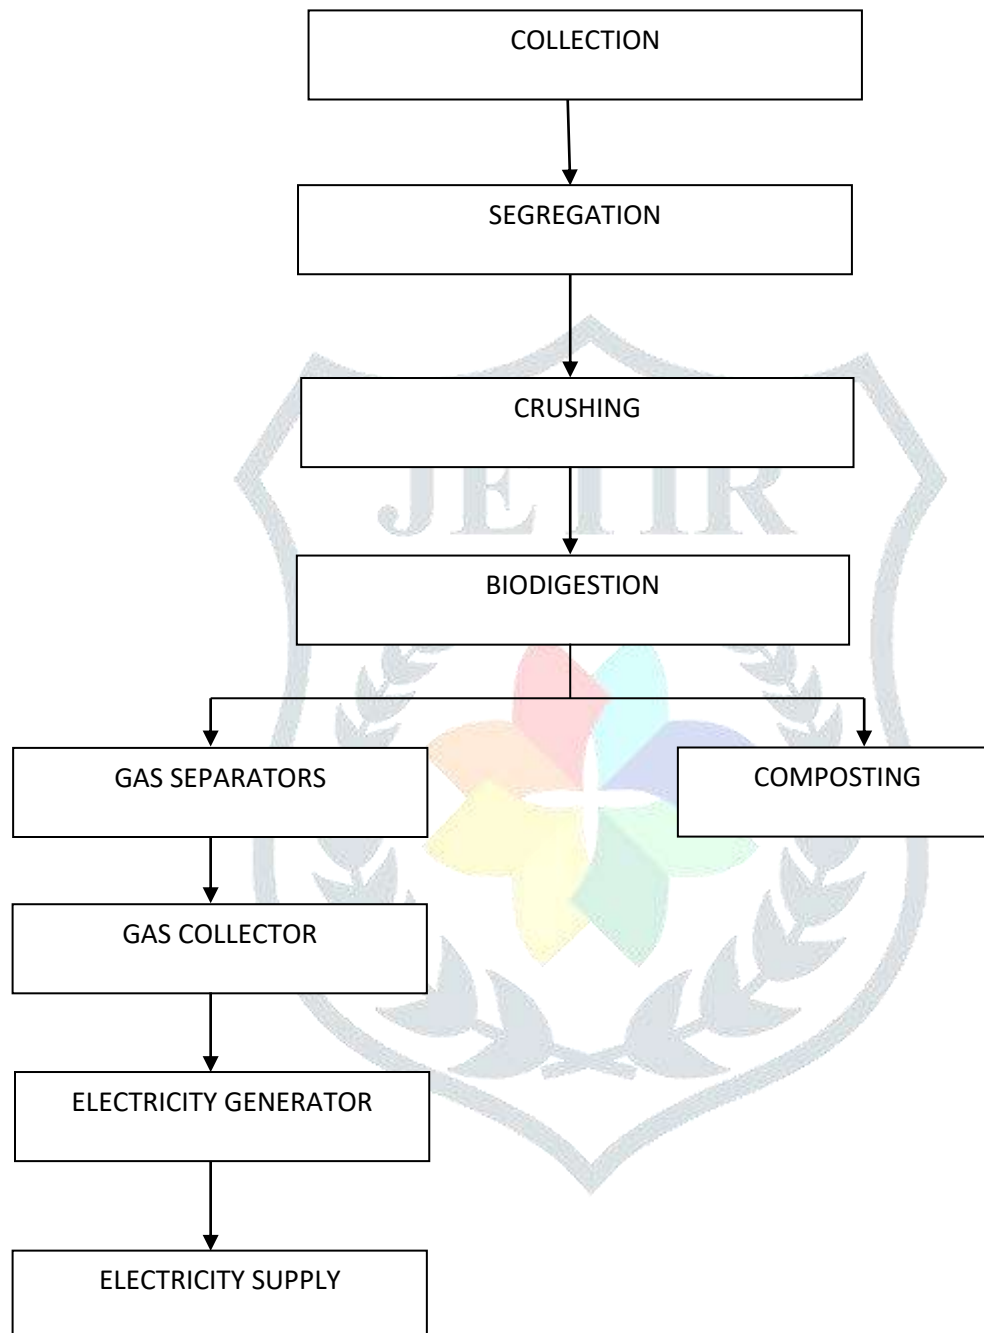 COLLECTION
SEGREGATION
CRUSHING
JETIR
BIODIGESTION
GAS SEPARATORS
COMPOSTING
GAS COLLECTOR
ELECTRICITY GENERATOR
ELECTRICITY SUPPLY